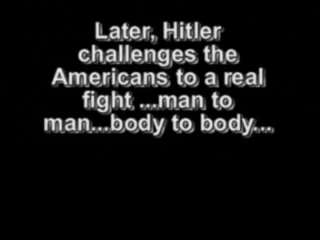 Later, Hitler
challenges the
Americans to a real
fight ...man to
man...body to body...